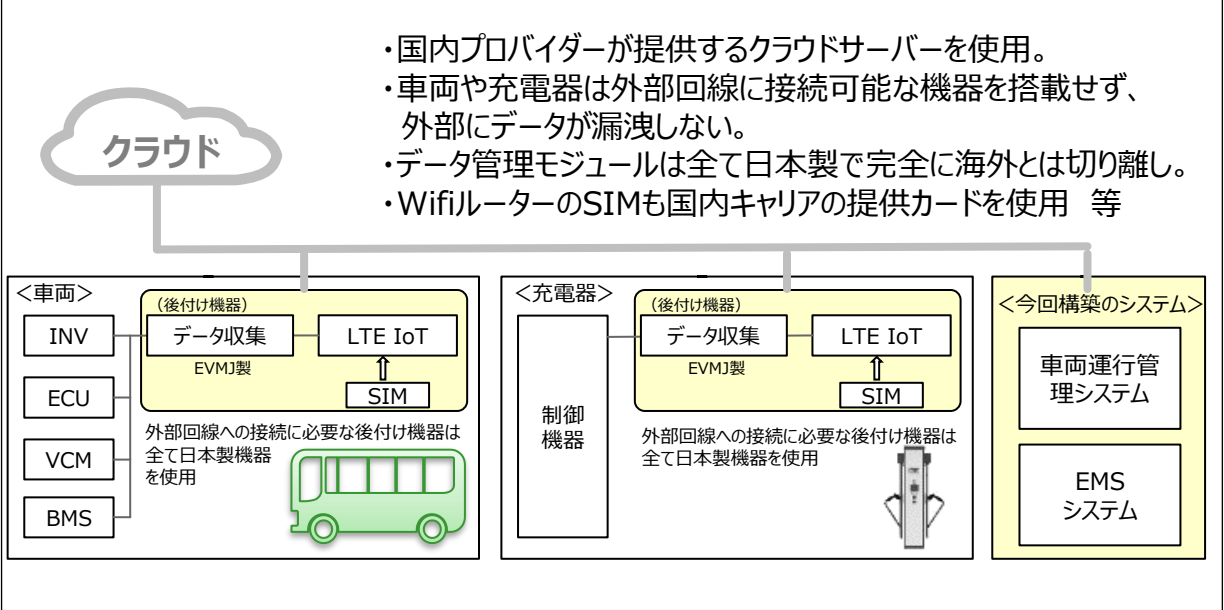 ・国内プロバイダーが提供するクラウドサーバーを使用。
・車両や充電器は外部回線に接続可能な機器を搭載せず、
外部にデータが漏洩しない。
・データ管理モジュールは全て日本製で完全に海外とは切り離し。
・WifiルーターのSIMも国内キャリアの提供カードを使用　等
クラウド
＜車両＞
INV
ECU
VCM
BMS
（後付け機器）
データ収集
EVMJ製
LTE IoT
SIM
外部回線への接続に必要な後付け機器は
全て日本製機器
を使用
＜充電器＞
制御
機器
（後付け機器）
データ収集
EVMJ製
LTE IoT
SIM
外部回線への接続に必要な後付け機器は
全て日本製機器を使用
＜今回構築のシステム＞
車両運行管
理システム
EMS
システム